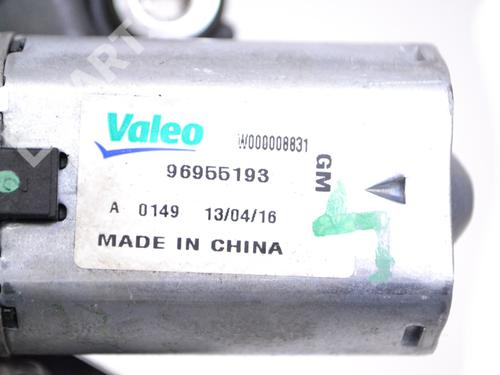 Valeo W000008831
96955193 GM
A 0149 13/04/16
MADE IN CHINA